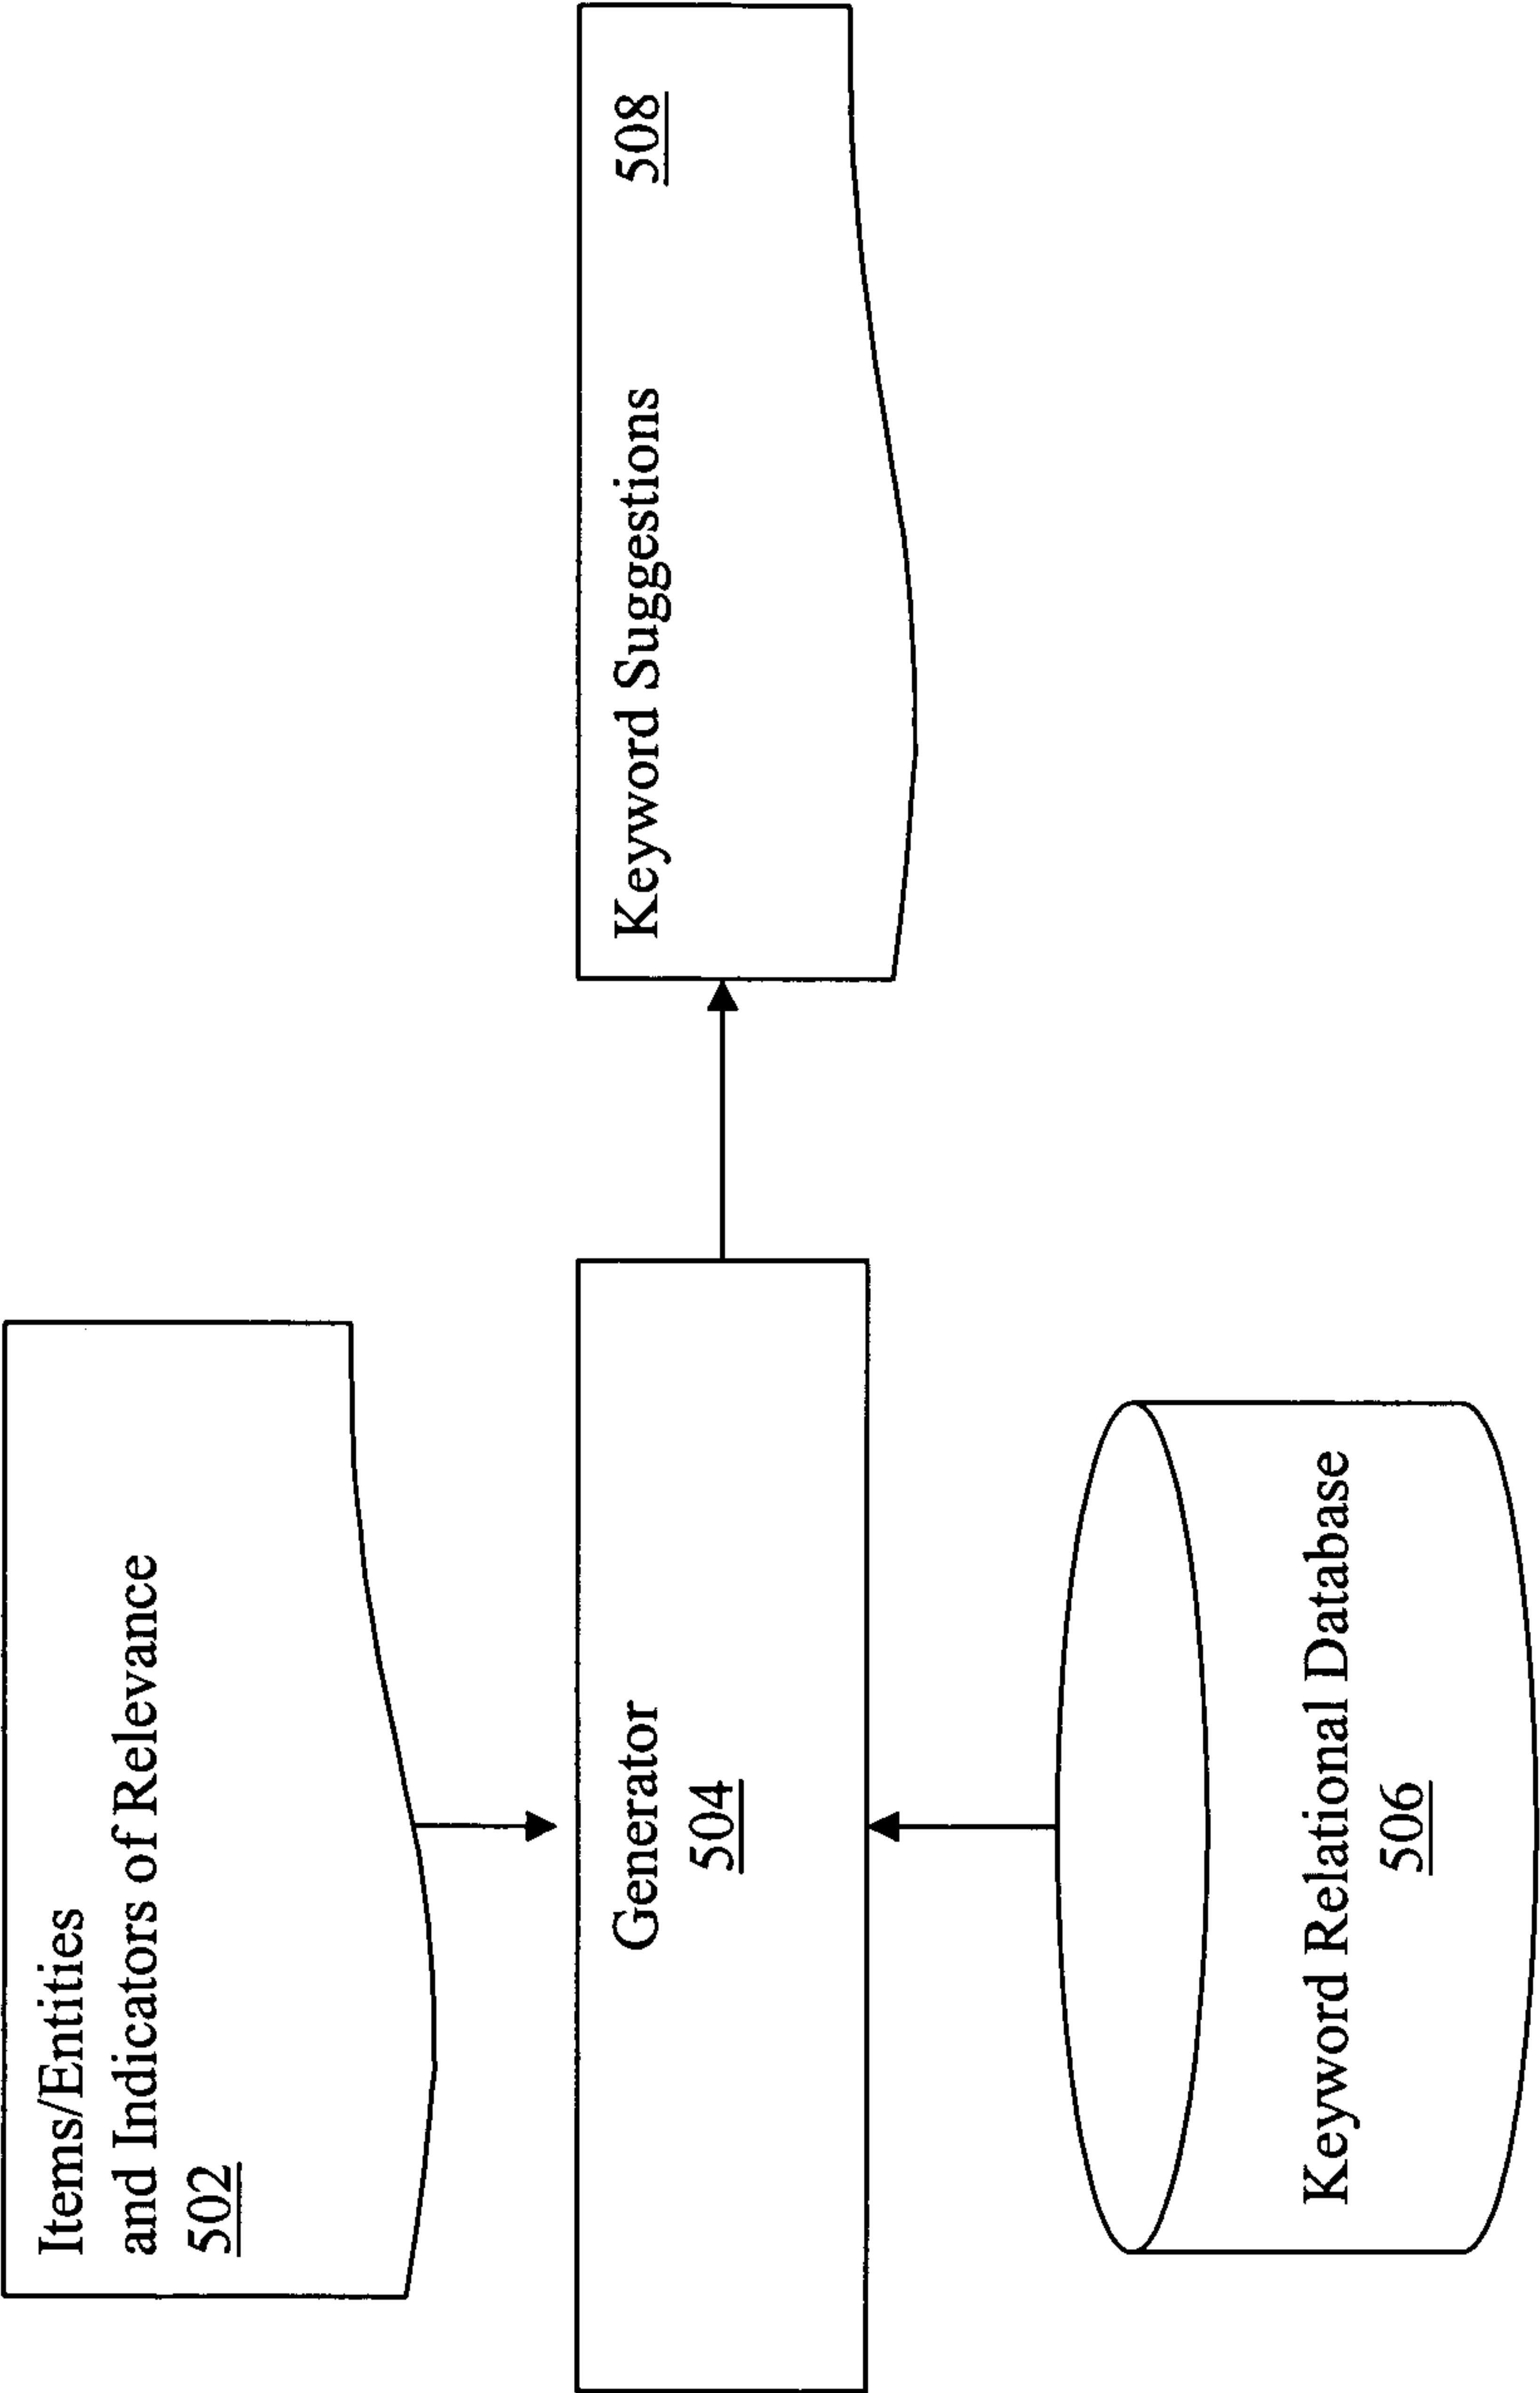 Items/Entities
and Indicators of Relevance
502
Generator
504
Keyword Suggestions 508
Keyword Relational Database
506